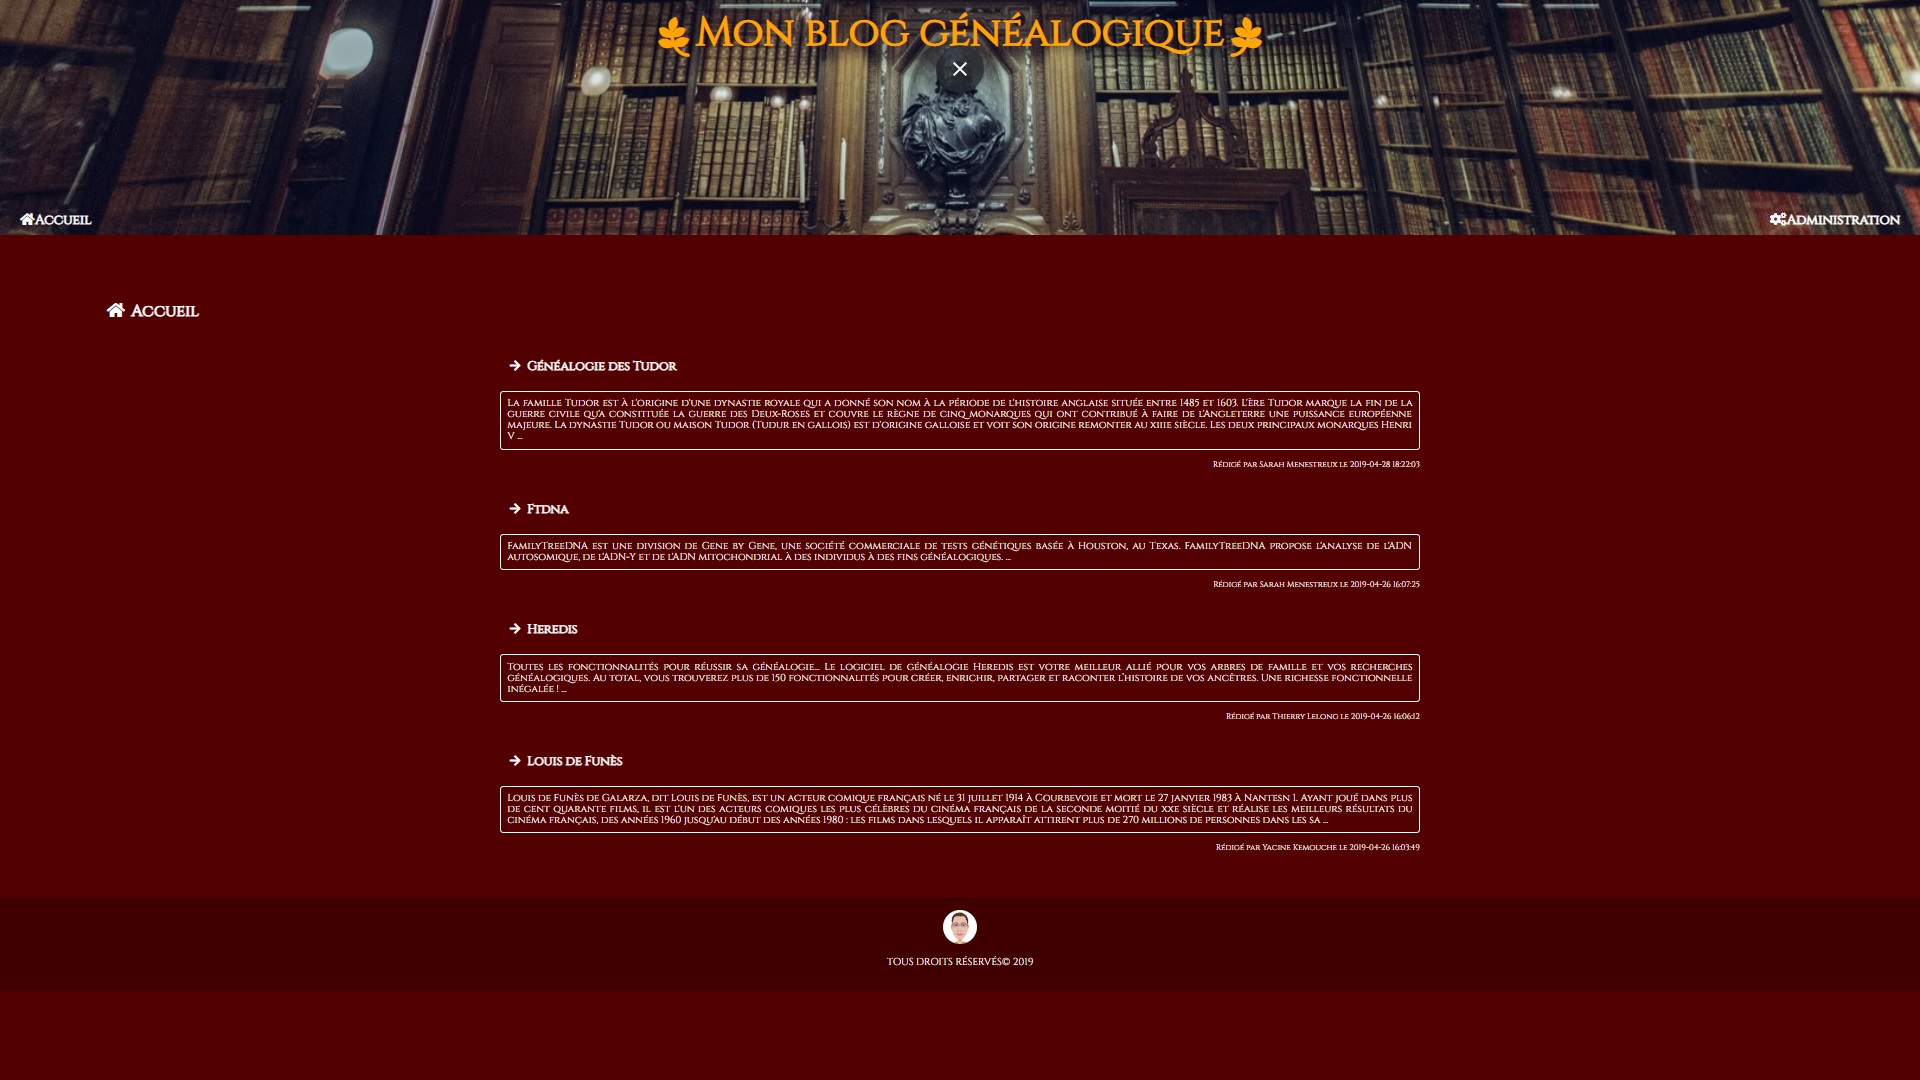 Mon blog généalogique
Accueil
Administration
Accueil
Généalogie des Tudor
La famille Tudor est à l'origine d'une dynastie royale qui a donné son nom à la période de l'histoire anglaise située entre 1485 et 1603. L'ère Tudor marque la fin de la
guerre civile qu'a constituée la guerre des Deux-Roses et couvre le règne de cinq monarques qui ont contribué à faire de l'Angleterre une puissance européenne
majeure. La dynastie Tudor ou maison Tudor (Tudur en gallois) est d'origine galloise et voit son origine remonter au xiiie siècle. Les deux principaux monarques Henri
V ...
Rédigé par Sarah Menestreux le 2019-04-28 18:22:03
Ftdna
FamilyTreeDNA est une division de Gene by Gene, une société commerciale de tests génétiques basée à Houston, au Texas. FamilyTreeDNA propose l'analyse de l'ADN
autosomique, de l'ADN-Y et de l'ADN mitochondrial à des individus à des fins généalogiques. ...
Rédigé par Sarah Menestreux le 2019-04-26 16:07:25
Heredis
Toutes les fonctionnalités pour réussir sa généalogie... Le logiciel de généalogie Heredis est votre meilleur allié pour vos arbres de famille et vos recherches
généalogiques. Au total, vous trouverez plus de 150 fonctionnalités pour créer, enrichir, partager et raconter l'histoire de vos ancêtres. Une richesse fonctionnelle
inégalée ! ...
Rédigé par Thierry Lelong le 2019-04-26 16:06:12
Louis de Funès
Louis de Funès de Galarza, dit Louis de Funès, est un acteur comique français né le 31 juillet 1914 à Courbevoie et mort le 27 janvier 1983 à Nantesn 1. Ayant joué dans plus
de cent quarante films, il est l'un des acteurs comiques les plus célèbres du cinéma français de la seconde moitié du xxe siècle et réalise les meilleurs résultats du
cinéma français, des années 1960 jusqu'au début des années 1980 : les films dans lesquels il apparaît attirent plus de 270 millions de personnes dans les sa ...
Rédigé par Yacine Kemouche le 2019-04-26 16:03:49
TOUS DROITS RÉSERVÉS© 2019